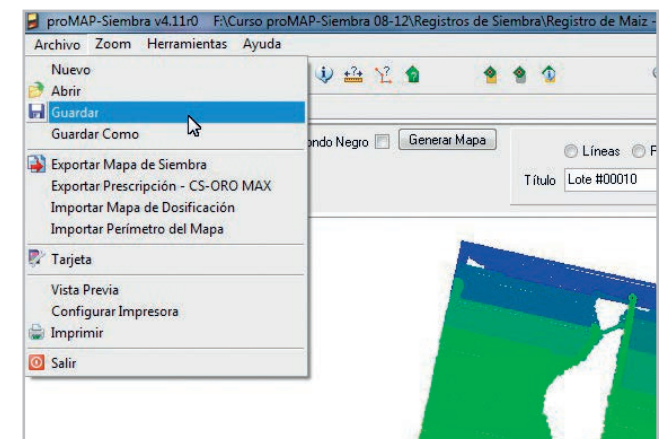 proMAP-Siembra v4.11r0 F:\Curso proMAP-Siembra 08-12\Registros de Siembra\Registro de Maiz -
Archivo Zoom Herramientas Ayuda
Nuevo
Abrir
Guardar
Guardar Como
Exportar Mapa de Siembra
Exportar Prescripción - CS-ORO MAX
Importar Mapa de Dosificación
Importar Perímetro del Mapa
Tarjeta
Vista Previa
Configurar Impresora
Imprimir
Salir
ondo Negro Generar Mapa
Líneas
Título Lote #00010